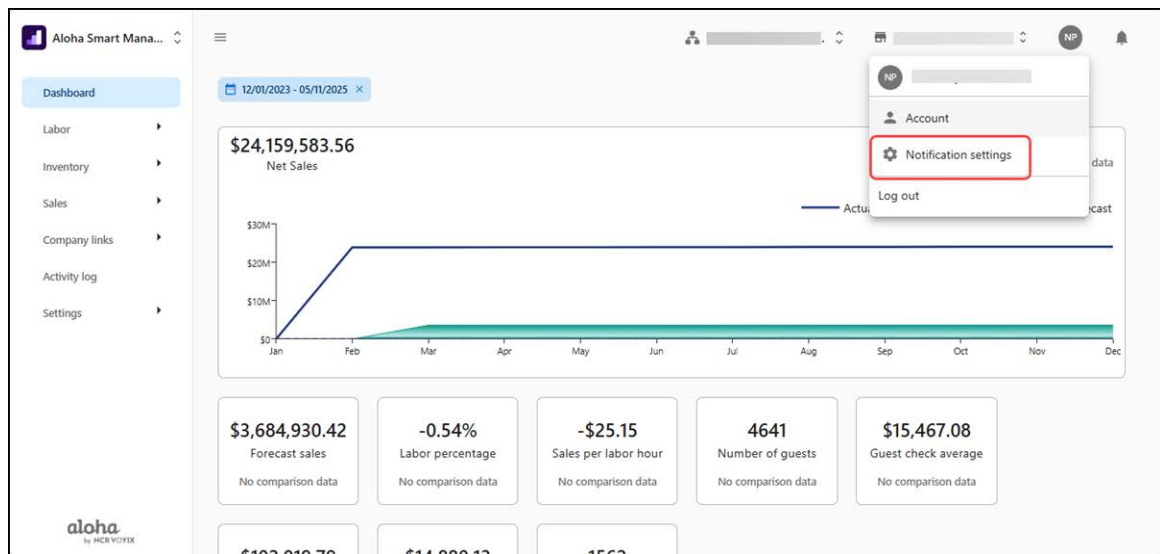 Aloha Smart Mana...
NP
NP
Dashboard
12/01/2023 - 05/11/2025
Account
Labor
$24,159,583.56
Net Sales
Notification settings
data
Inventory
Log out
Sales
Actu
ecast
$30M
Company links
$20M
Activity log
$10M
Settings
$0
Jan Feb Mar Apr May Jun Jul Aug Sep Oct Nov Dec
$3,684,930.42
Forecast sales
No comparison data
-0.54%
Labor percentage
No comparison data
-$25.15
Sales per labor hour
No comparison data
4641
Number of guests
No comparison data
$15,467.08
Guest check average
No comparison data
aloha
by NCR VOYIX